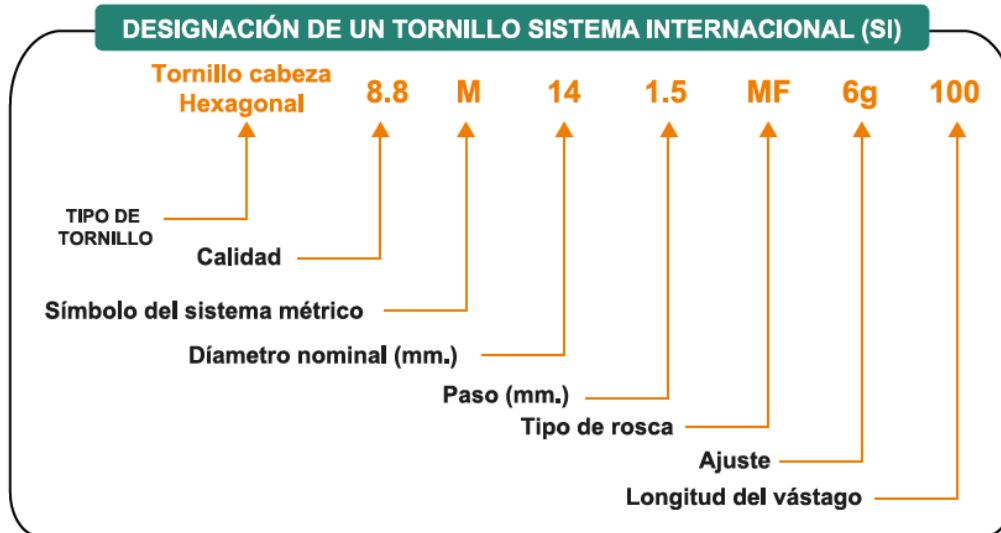 DESIGNACIÓN DE UN TORNILLO SISTEMA INTERNACIONAL (SI)
Tornillo cabeza
Hexagonal
8.8 M 14 1.5 MF 6g 100
TIPO DE
TORNILLO
Calidad
Símbolo del sistema métrico
Díametro nominal (mm.)
Paso (mm.)
Tipo de rosca
Ajuste
Longitud del vástago